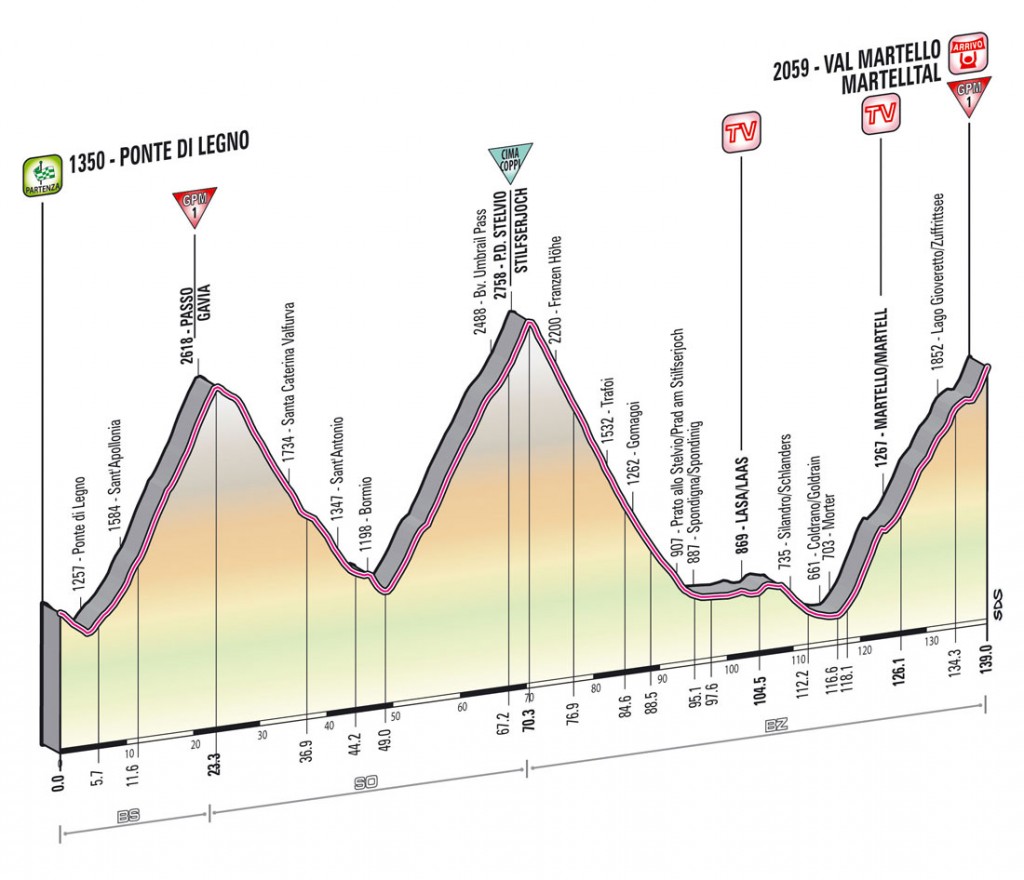 2059 - VAL MARTELLO
MARTELLTAL
ARRIVO
GPM
1
TV
TV
1350 - PONTE DI LEGNO
PARTENZA
GPM
1
CIMA
COPPI
1257 - Ponte di Legno
1584 - Sant'Apollonia
2618 - PASSO
GAVIA
1734 - Santa Caterina Valfurva
1347 - Sant'Antonio
1198 - Bormio
2488 - Bv. Umbrail Pass
2758 - P.D. STELVIO
STILFSERJOCH
2200 - Franzen Höhe
1532 - Trafoi
1262 - Gomagoi
907 - Prato allo Stelvio/Prad am Stilfserjoch
887 - Spondigna/Spondinig
869 - LASA/LAAS
735 - Silandro/Schlanders
661 - Coldrano/Goldrain
703 - Morter
1267 - MARTELLO/MARTELL
1852 - Lago Gioveretto/Zuffrittsee
SDS
0
10
20
30
40
50
60
70
80
90
100
110
120
130
0.0
5.7
11.6
23.3
36.9
44.2
49.0
67.2
70.3
76.9
84.6
88.5
95.1
97.6
104.5
112.2
116.6
118.1
126.1
134.3
139.0
BS
SO
BZ